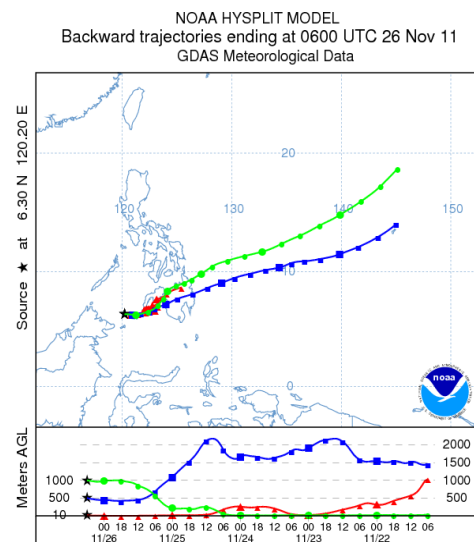 NOAA HYSPLIT MODEL
Backward trajectories ending at 0600 UTC 26 Nov 11
GDAS Meteorological Data
Source ★ at 6.30 N 120.20 E
20
120 130 140 150
10
0
noaa
Meters AGL
2000
1500
1000
1000
500
500
10
00 18 12 06 00 18 12 06 00 18 12 06 00 18 12 06 00 18 12 06
11/26 11/25 11/24 11/23 11/22